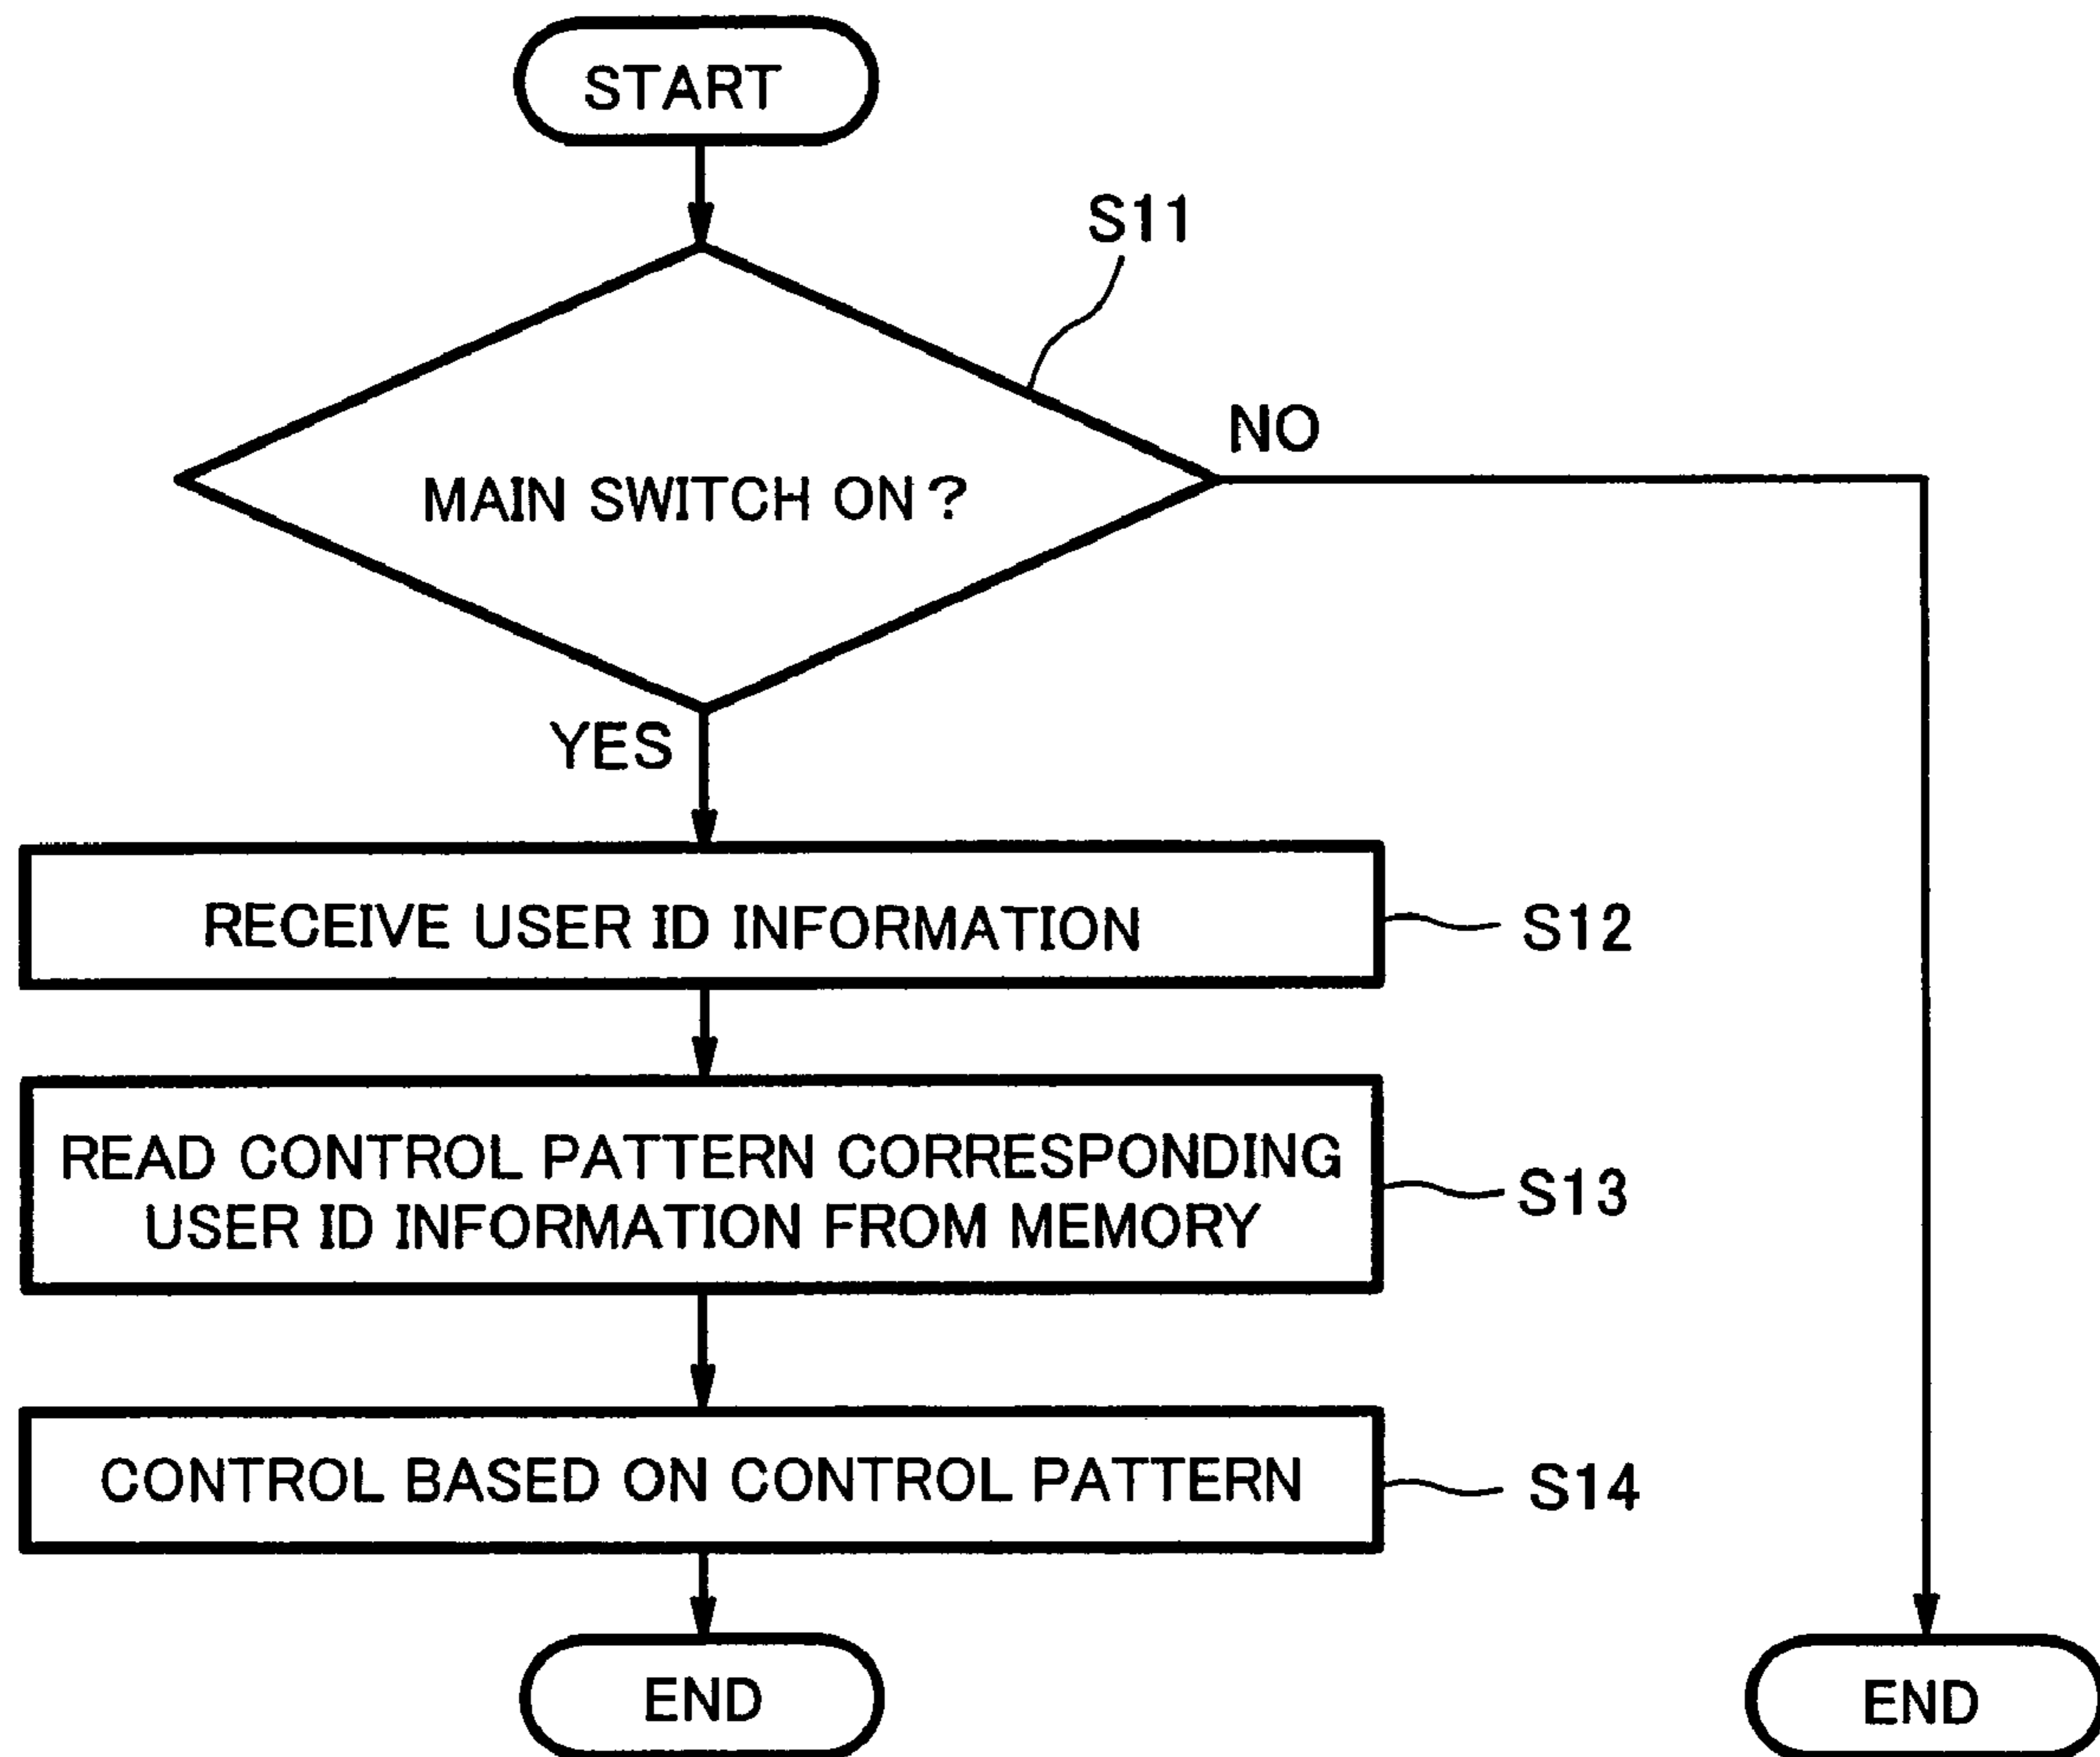 START
S11
NO
MAIN SWITCH ON ?
YES
RECEIVE USER ID INFORMATION
S12
READ CONTROL PATTERN CORRESPONDING
USER ID INFORMATION FROM MEMORY
S13
CONTROL BASED ON CONTROL PATTERN
S14
END
END